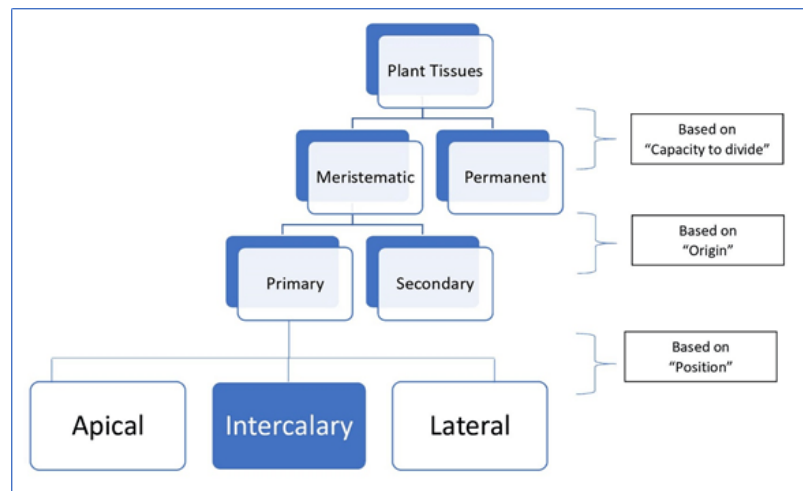 Plant Tissues
Based on
“Capacity to divide”
Meristematic
Permanent
Based on
“Origin”
Primary
Secondary
Based on
“Position”
Apical
Intercalary
Lateral